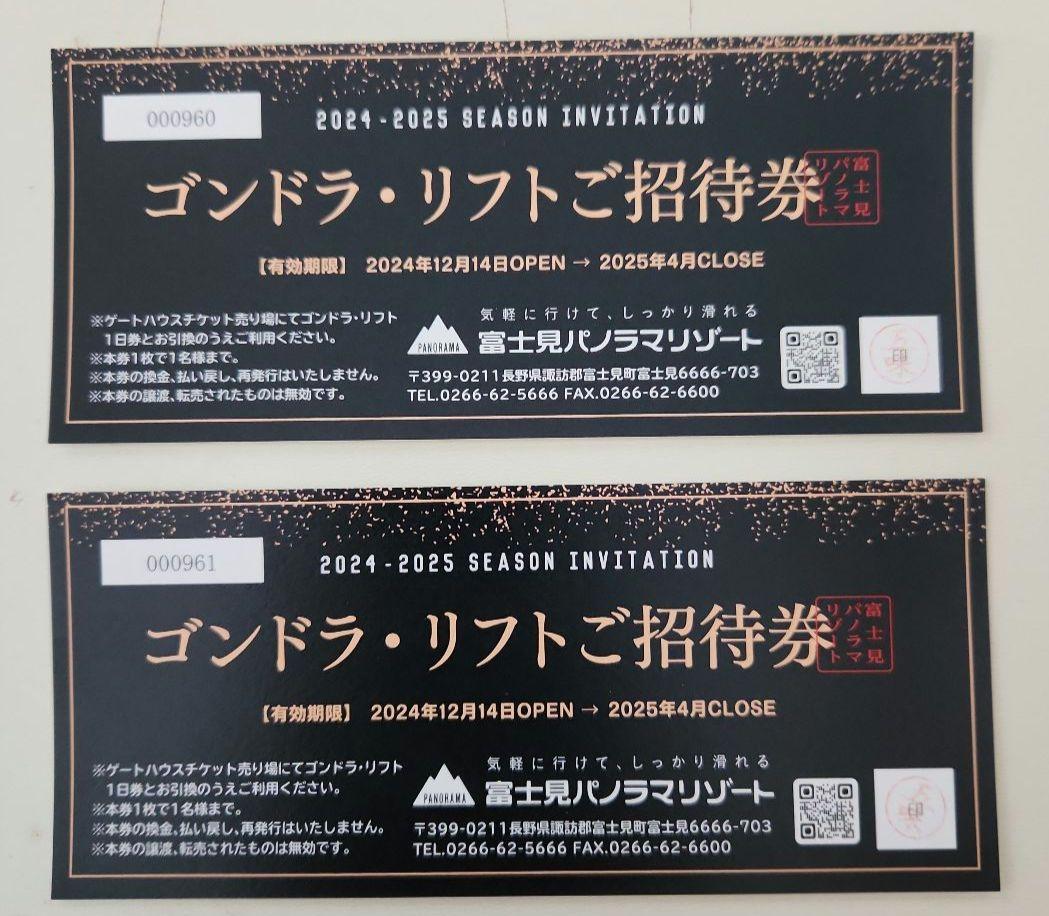 000960
2024-2025 SEASON INVITATION
ゴンドラ・リフトご招待券
富士見
パノラマ
リゾート
【有効期限】 2024年12月14日OPEN → 2025年4月CLOSE
※ゲートハウスチケット売り場にてゴンドラ・リフト
1日券とお引換のうえご利用ください。
※本券1枚で1名様まで。
※本券の換金、払い戻し、再発行はいたしません。
※本券の譲渡、転売されたものは無効です。
気軽に行けて、しっかり滑れる
PANORAMA
富士見パノラマリゾート
〒399-0211長野県諏訪郡富士見町富士見6666-703
TEL.0266-62-5666 FAX.0266-62-6600
印
000961
2024-2025 SEASON INVITATION
ゴンドラ・リフトご招待券
富士見
パノラマ
リゾート
【有効期限】 2024年12月14日OPEN → 2025年4月CLOSE
※ゲートハウスチケット売り場にてゴンドラ・リフト
1日券とお引換のうえご利用ください。
※本券1枚で1名様まで。
※本券の換金、払い戻し、再発行はいたしません。
※本券の譲渡、転売されたものは無効です。
気軽に行けて、しっかり滑れる
PANORAMA
富士見パノラマリゾート
〒399-0211長野県諏訪郡富士見町富士見6666-703
TEL.0266-62-5666 FAX.0266-62-6600
印